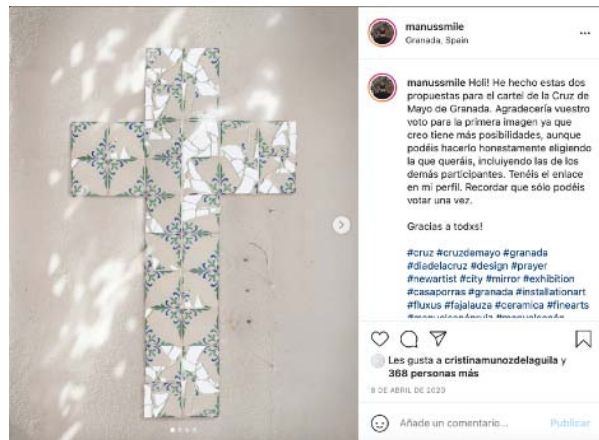 manussmile
Granada, Spain
manussmile Holi! He hecho estas dos
propuestas para el cartel de la Cruz de
Mayo de Granada. Agradecería vuestro
voto para la primera imagen ya que
creo tiene más posibilidades, aunque
podéis hacerlo honestamente eligiendo
la que queráis, incluyendo las de los
demás participantes. Tenéis el enlace
en mi perfil. Recordar que sólo podéis
votar una vez.
Gracias a todxs!
#cruz #cruzdemayo #granada
#diadelacruz #design #prayer
#newartist #city #mirror #exhibition
#casaporras #granada #installationart
#fluxus #fajalauza #ceramica #finearts
Les gusta a cristinamunozdelaguila y
368 personas más
8 DE ABRIL DE 2020
Añade un comentario...
Publicar